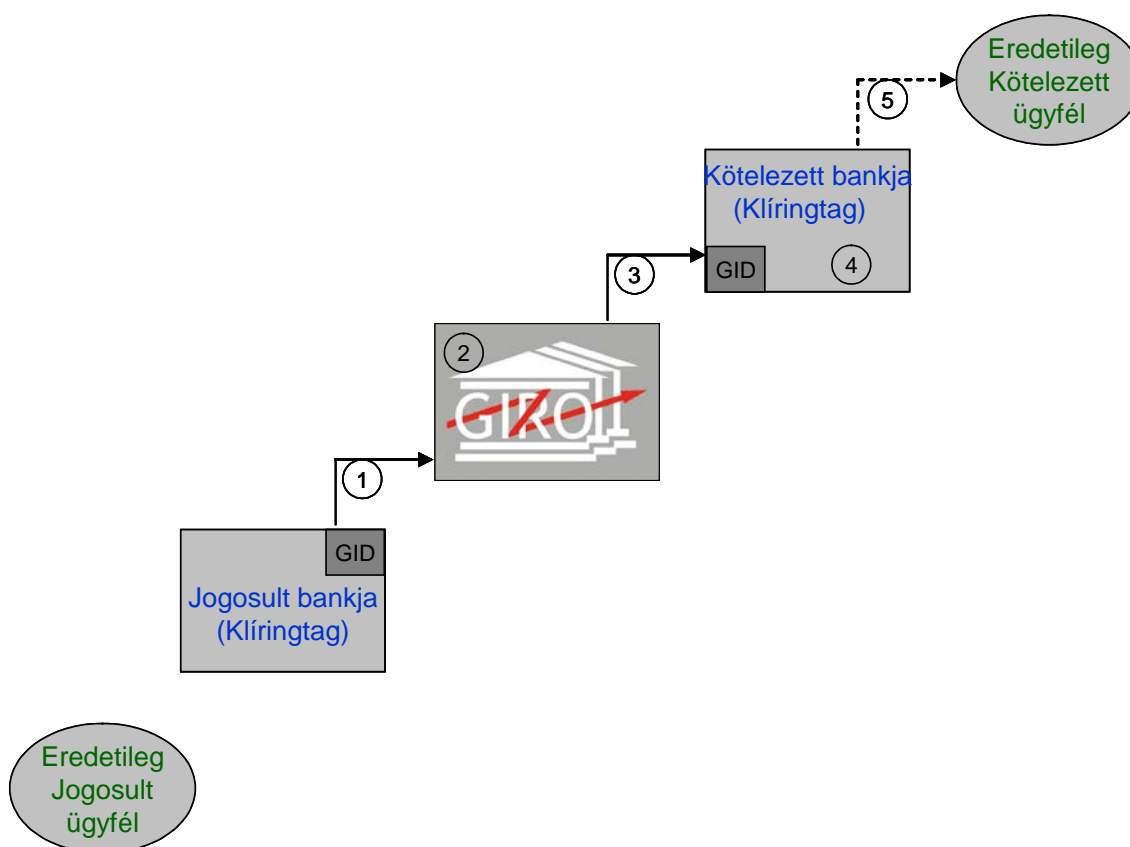 Eredetileg
Kötelezett
ügyfél
5
Kötelezett bankja
(Klíringtag)
GID
4
3
2
GIRO
1
GID
Jogosult bankja
(Klíringtag)
Eredetileg
Jogosult
ügyfél